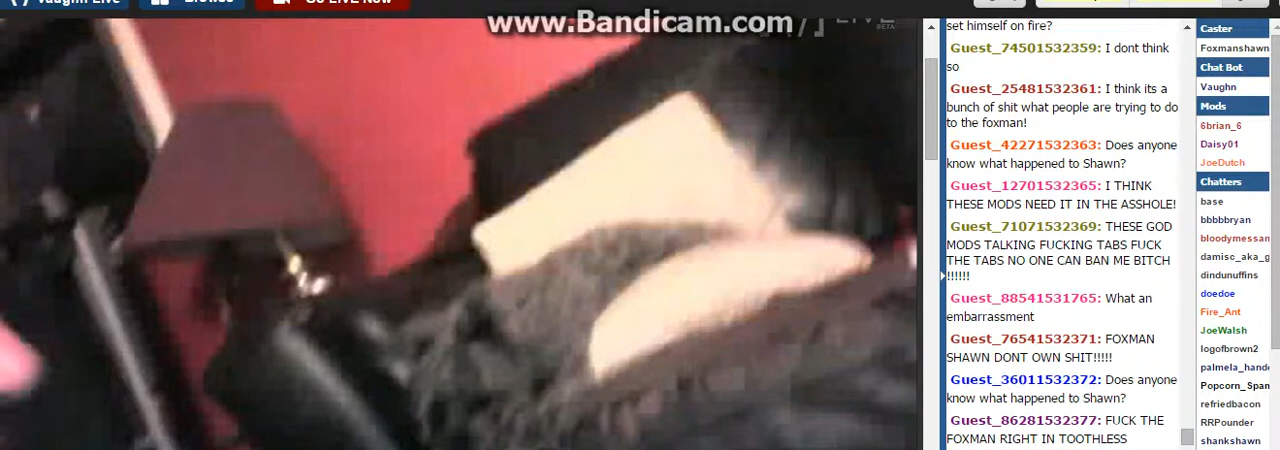 Vaughn Live Browse Go LIVE Now
www.Bandicam.com
LIVE
BETA
set himself on fire?
Guest_74501532359: I dont think
so
Guest_25481532361: I think its a
bunch of shit what people are trying to do
to the foxman!
Guest_42271532363: Does anyone
know what happened to Shawn?
Guest_12701532365: I THINK
THESE MODS NEED IT IN THE ASSHOLE!
Guest_71071532369: THESE GOD
MODS TALKING FUCKING TABS FUCK
THE TABS NO ONE CAN BAN ME BITCH
!!!!!!
Guest_88541531765: What an
embarrassment
Guest_76541532371: FOXMAN
SHAWN DONT OWN SHIT!!!!!
Guest_36011532372: Does anyone
know what happened to Shawn?
Guest_86281532377: FUCK THE
FOXMAN RIGHT IN TOOTHLESS
Caster
Foxmanshawn
Chat Bot
Vaughn
Mods
6brian_6
Daisy01
JoeDutch
Chatters
base
bbbbbryan
bloodymessan
damisc_aka_g
dindunuffins
doedoe
Fire_Ant
JoeWalsh
logofbrown2
palmela_hande
Popcorn_Span
refriedbacon
RRPounder
shankshawn